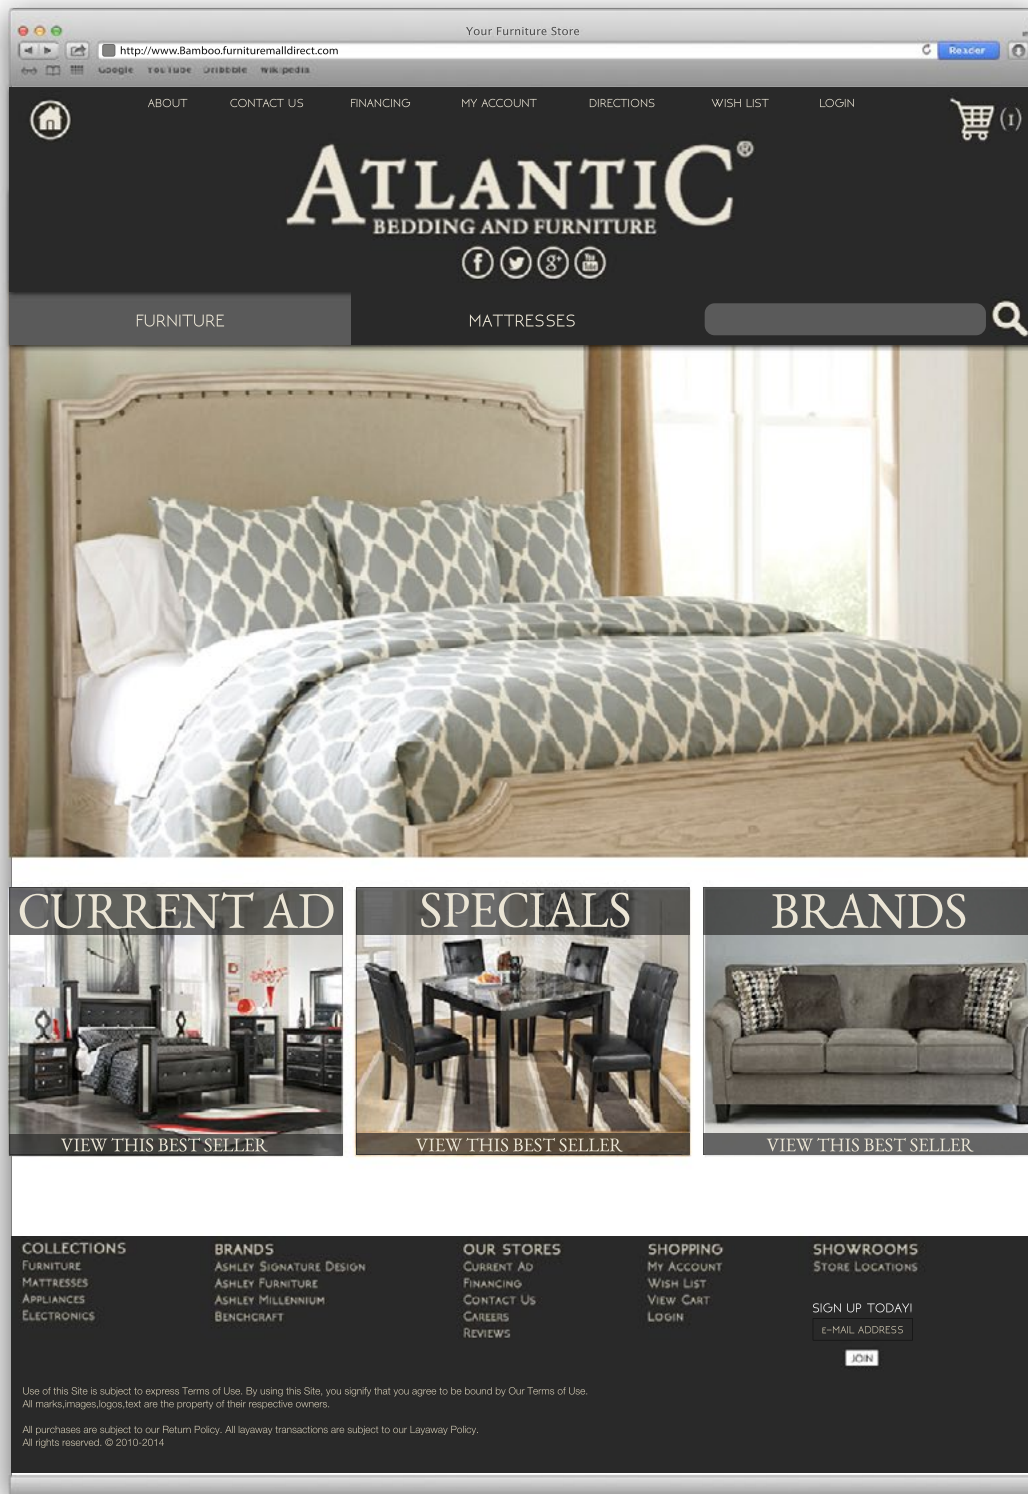 Your Furniture Store
http://www.Bamboo.furnituremalldirect.com
Reader
Google YouTube Dribbble Wikipedia
ABOUT CONTACT US FINANCING MY ACCOUNT DIRECTIONS WISH LIST LOGIN
(1)
ATLANTIC®
BEDDING AND FURNITURE
f g+ You Tube
FURNITURE MATTRESSES
CURRENT AD SPECIALS BRANDS
VIEW THIS BEST SELLER VIEW THIS BEST SELLER VIEW THIS BEST SELLER
COLLECTIONS
FURNITURE
MATTRESSES
APPLIANCES
ELECTRONICS
BRANDS
ASHLEY SIGNATURE DESIGN
ASHLEY FURNITURE
ASHLEY MILLENNIUM
BENCHCRAFT
OUR STORES
CURRENT AD
FINANCING
CONTACT US
CAREERS
REVIEWS
SHOPPING
MY ACCOUNT
WISH LIST
VIEW CART
LOGIN
SHOWROOMS
STORE LOCATIONS
SIGN UP TODAY!
E-MAIL ADDRESS
JOIN
Use of this Site is subject to express Terms of Use. By using this Site, you signify that you agree to be bound by Our Terms of Use.
All marks,images,logos,text are the property of their respective owners.
All purchases are subject to our Return Policy. All layaway transactions are subject to our Layaway Policy.
All rights reserved. © 2010-2014